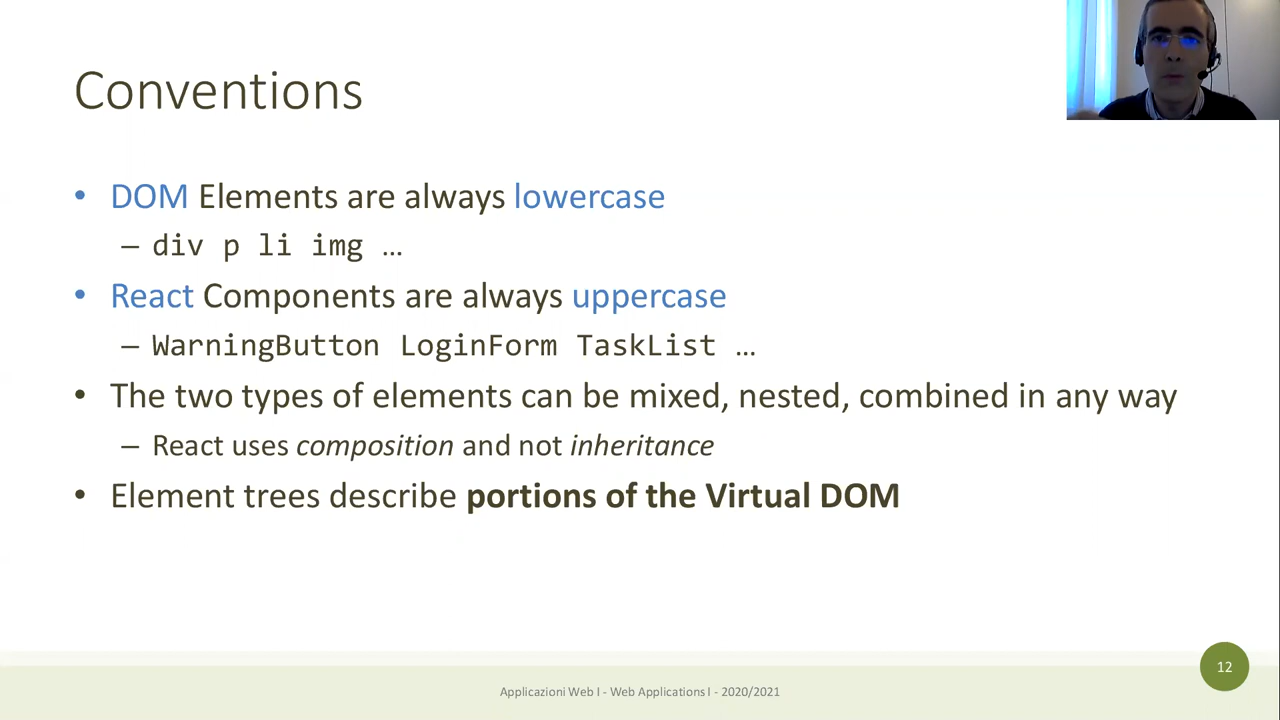 Conventions
• DOM Elements are always lowercase
– div p li img …
• React Components are always uppercase
– WarningButton LoginForm TaskList …
• The two types of elements can be mixed, nested, combined in any way
– React uses composition and not inheritance
• Element trees describe portions of the Virtual DOM
12
Applicazioni Web I - Web Applications I - 2020/2021